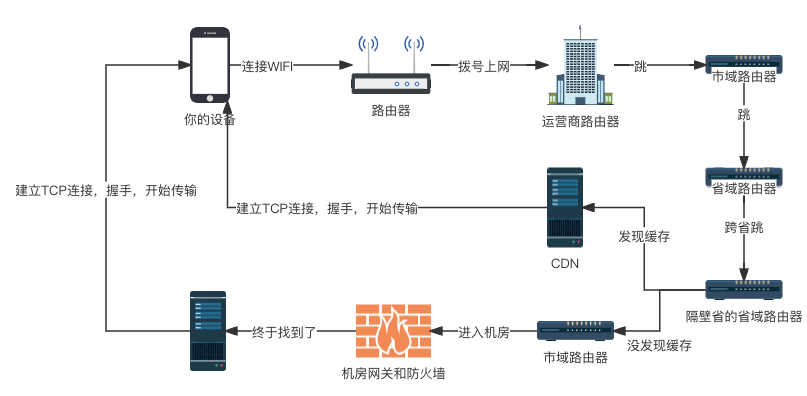 连接WIFI
拨号上网
跳
市域路由器
你的设备
路由器
运营商路由器
跳
省域路由器
建立TCP连接，握手，开始传输
建立TCP连接，握手，开始传输
跨省跳
发现缓存
CDN
隔壁省的省域路由器
终于找到了
进入机房
没发现缓存
市域路由器
机房网关和防火墙